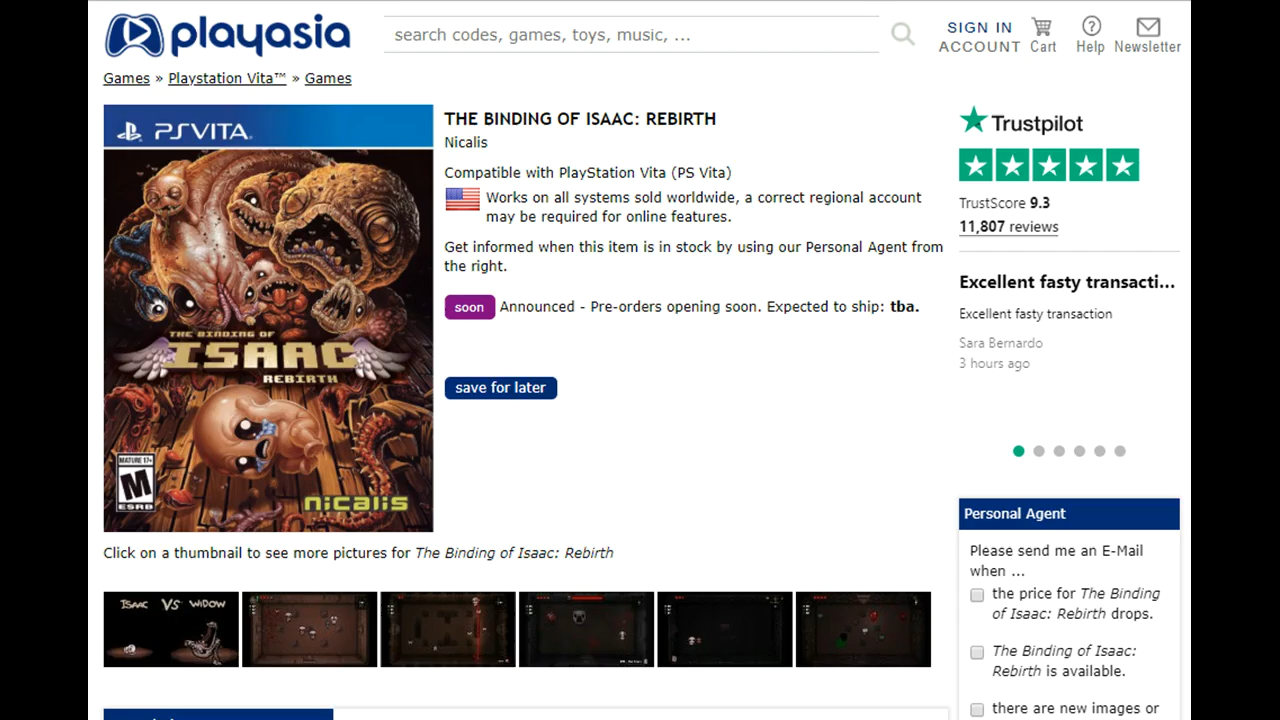 playasia
search codes, games, toys, music, ...
SIGN IN
ACCOUNT
Cart
Help
Newsletter
Games » Playstation Vita™ » Games
PSVITA
THE BINDING OF
ISAAC
REBIRTH
MATURE 17+
M
ESRB
nicalis
THE BINDING OF ISAAC: REBIRTH
Nicalis
Compatible with PlayStation Vita (PS Vita)
Works on all systems sold worldwide, a correct regional account
may be required for online features.
Get informed when this item is in stock by using our Personal Agent from
the right.
soon Announced - Pre-orders opening soon. Expected to ship: tba.
save for later
Trustpilot
TrustScore 9.3
11,807 reviews
Excellent fasty transacti...
Excellent fasty transaction
Sara Bernardo
3 hours ago
Click on a thumbnail to see more pictures for The Binding of Isaac: Rebirth
ISAAC VS WIDOW
Personal Agent
Please send me an E-Mail
when ...
the price for The Binding
of Isaac: Rebirth drops.
The Binding of Isaac:
Rebirth is available.
there are new images or